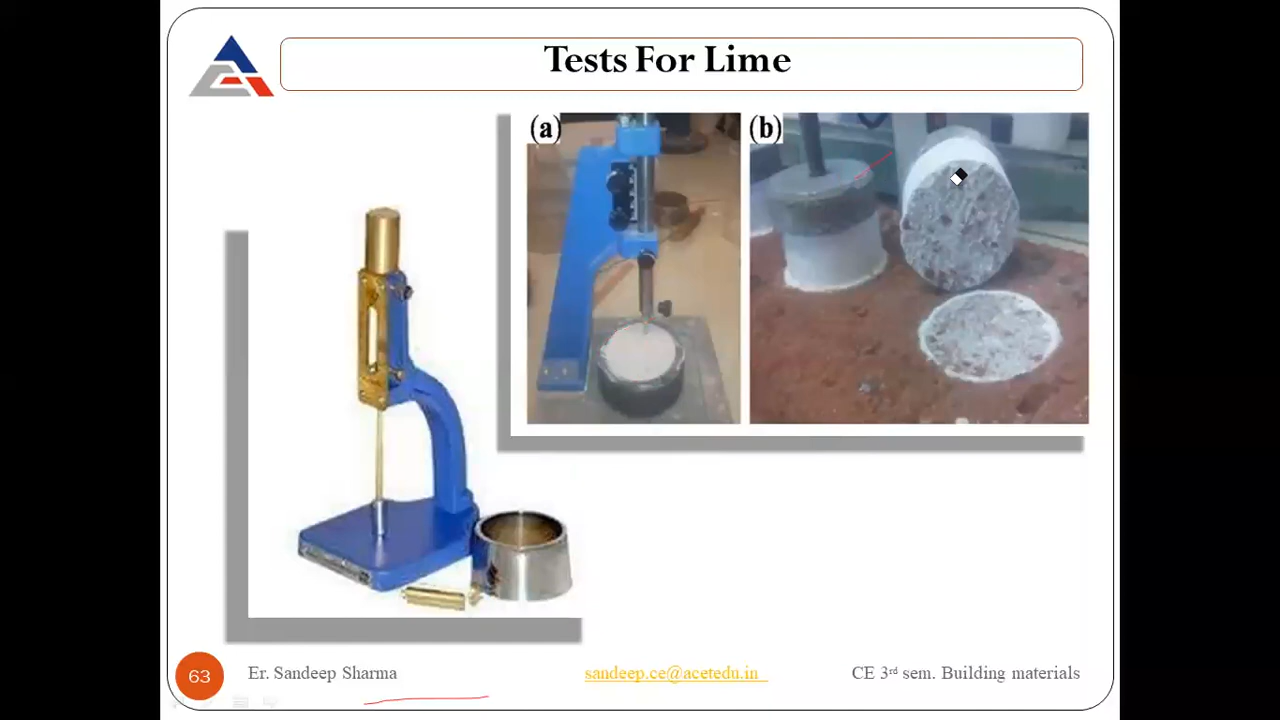 Tests For Lime
(a)
(b)
63
Er. Sandeep Sharma
sandeep.ce@acetedu.in
CE 3rd sem. Building materials